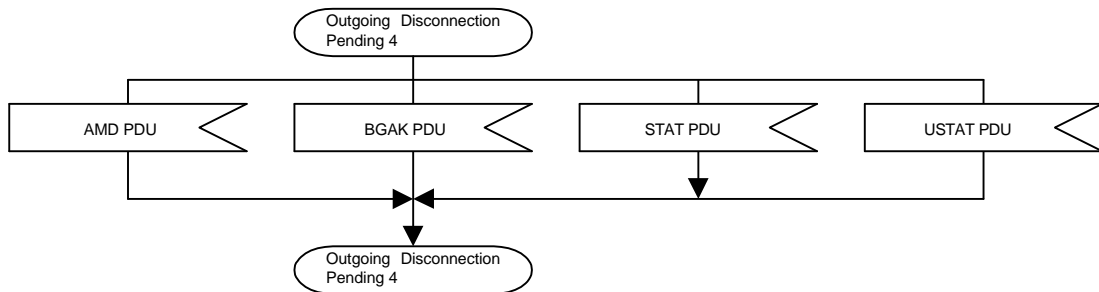 Outgoing Disconnection
Pending 4
AMD PDU
BGAK PDU
STAT PDU
USTAT PDU
Outgoing Disconnection
Pending 4